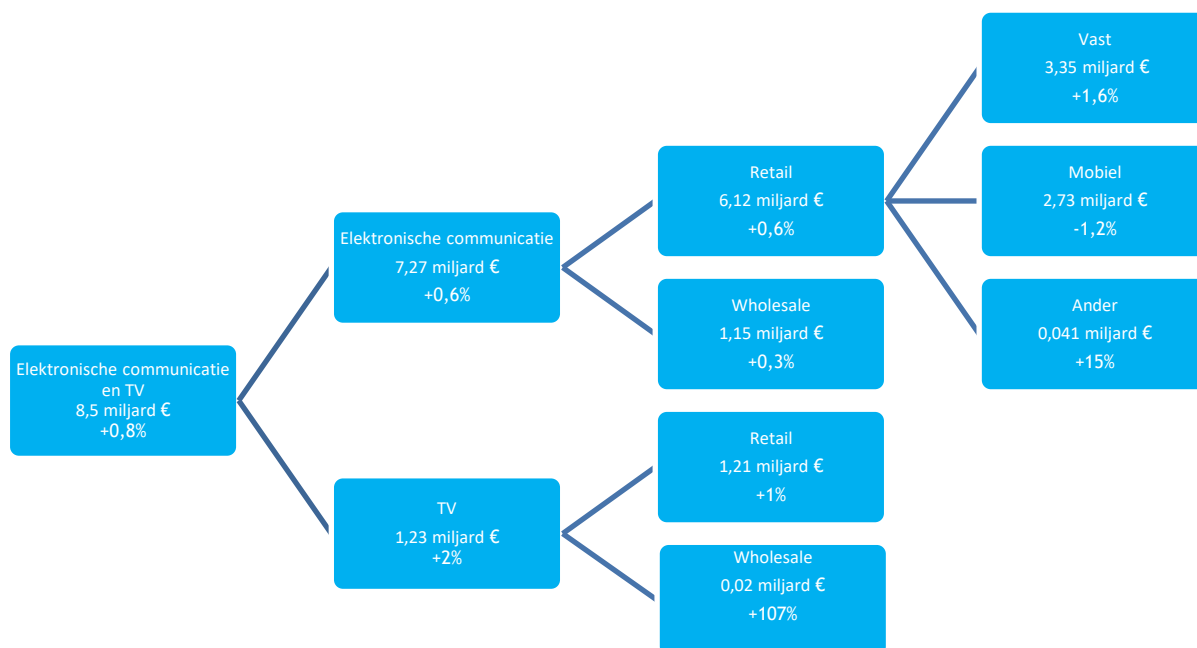 Elektronische communicatie
en TV
8,5 miljard €
+0,8%
Elektronische communicatie
7,27 miljard €
+0,6%
TV
1,23 miljard €
+2%
Retail
6,12 miljard €
+0,6%
Wholesale
1,15 miljard €
+0,3%
Retail
1,21 miljard €
+1%
Wholesale
0,02 miljard €
+107%
Vast
3,35 miljard €
+1,6%
Mobiel
2,73 miljard €
-1,2%
Ander
0,041 miljard €
+15%